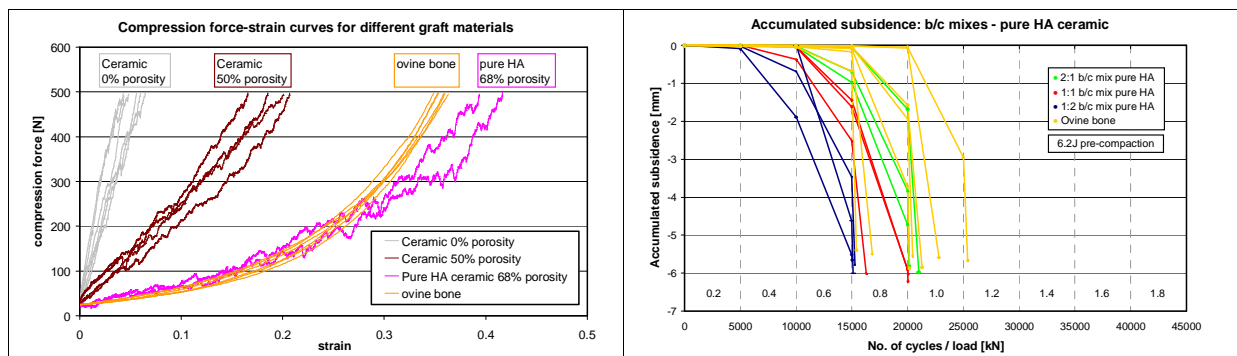 Compression force-strain curves for different graft materials
600
500
400
300
200
100
0
compression force [N]
Ceramic
0% porosity
Ceramic
50% porosity
ovine bone
pure HA
68% porosity
Ceramic 0% porosity
Ceramic 50% porosity
Pure HA ceramic 68% porosity
ovine bone
0 0.1 0.2 0.3 0.4 0.5
strain
Accumulated subsidence: b/c mixes - pure HA ceramic
0
-1
-2
-3
-4
-5
-6
-7
Accumulated subsidence [mm]
2:1 b/c mix pure HA
1:1 b/c mix pure HA
1:2 b/c mix pure HA
Ovine bone
6.2J pre-compaction
0.2 0.4 0.6 0.8 1.0 1.2 1.4 1.6 1.8
0 5000 10000 15000 20000 25000 30000 35000 40000 45000
No. of cycles / load [kN]